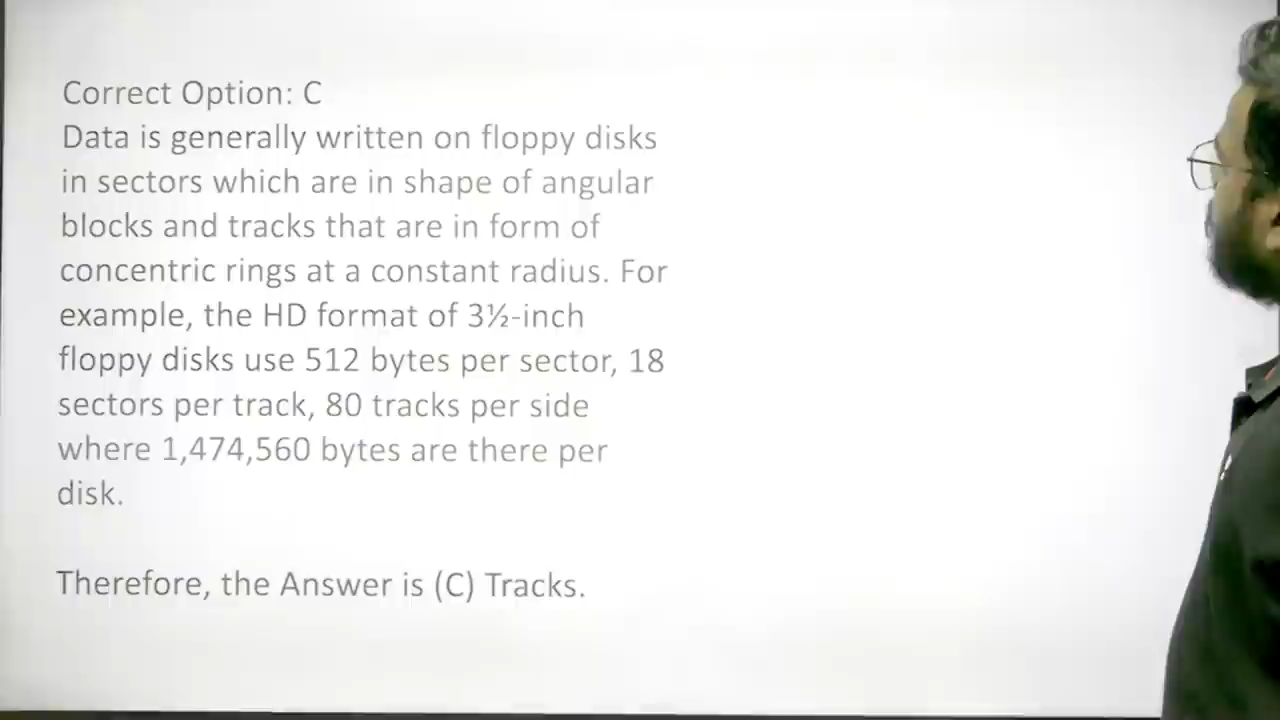 Correct Option: C
Data is generally written on floppy disks
in sectors which are in shape of angular
blocks and tracks that are in form of
concentric rings at a constant radius. For
example, the HD format of 3½-inch
floppy disks use 512 bytes per sector, 18
sectors per track, 80 tracks per side
where 1,474,560 bytes are there per
disk.
Therefore, the Answer is (C) Tracks.